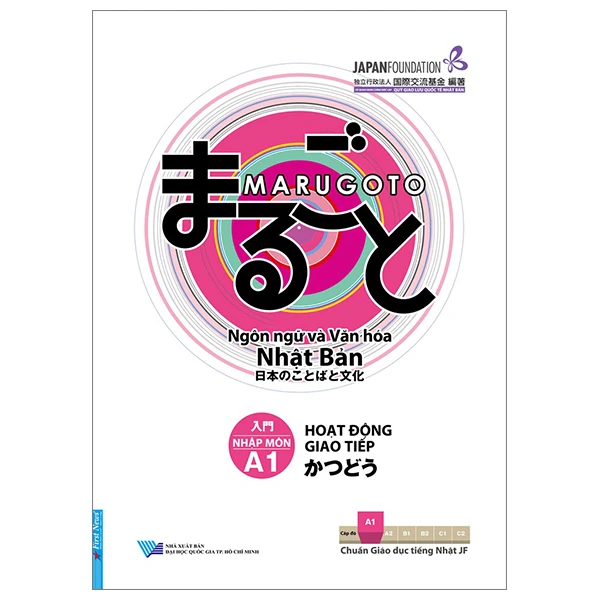 JAPANFOUNDATION
独立行政法人 国際交流基金 編著
QUỸ GIAO LƯU QUỐC TẾ NHẬT BẢN
まるごと
MARUGOTO
Ngôn ngữ và Văn hóa
Nhật Bản
日本のことばと文化
入門
NHẬP MÔN
A1
HOẠT ĐỘNG
GIAO TIẾP
かつどう
Cấp độ A1 A2 B1 B2 C1 C2
Chuẩn Giáo dục tiếng Nhật JF
First News
NHÀ XUẤT BẢN
ĐẠI HỌC QUỐC GIA TP. HỒ CHÍ MINH